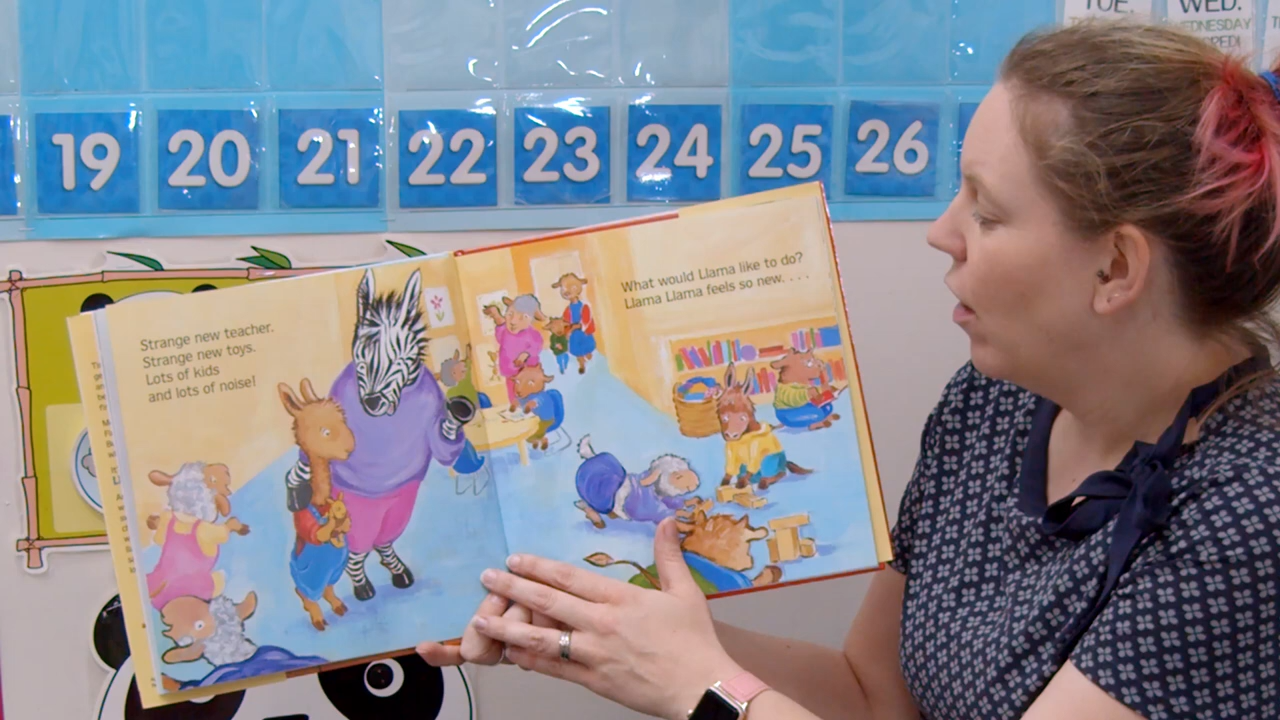 TUE.
WED.
WEDNESDAY
19 20 21 22 23 24 25 26
Strange new teacher.
Strange new toys.
Lots of kids
and lots of noise!
What would Llama like to do?
Llama Llama feels so new. . . .